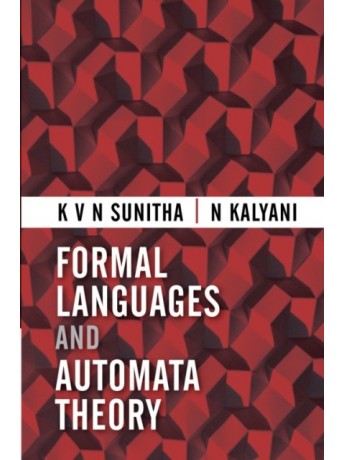 K V N SUNITHA | N KALYANI
FORMAL
LANGUAGES
AND
AUTOMATA
THEORY